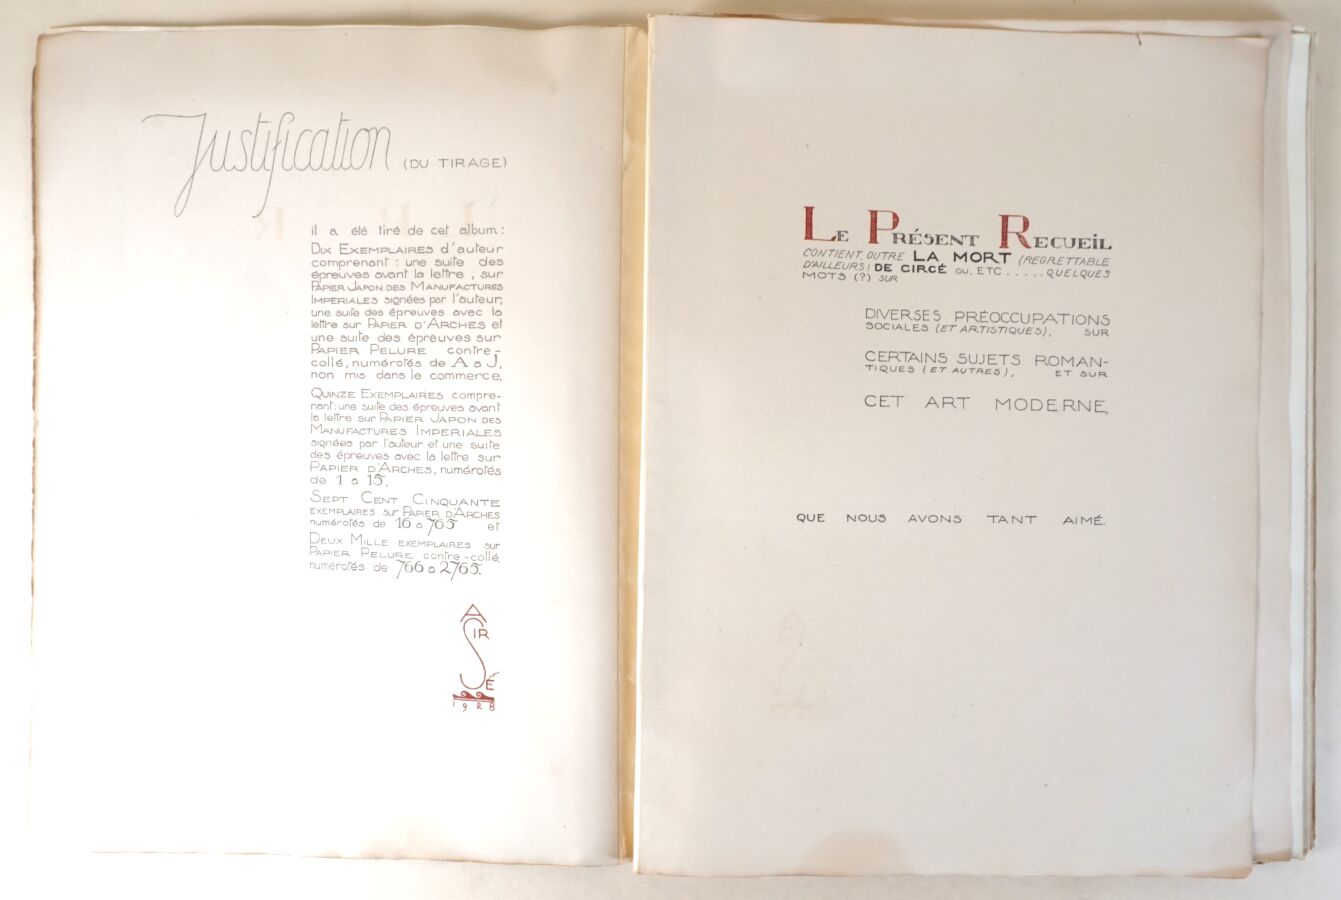 Justification (DU TIRAGE)
il a été tiré de cet album:
DIX EXEMPLAIRES d'auteur
comprenant : une suite des
épreuves avant la lettre, sur
PAPIER JAPON DES MANUFACTURES
IMPERIALES signées par l'auteur;
une suite des épreuves avec la
lettre sur PAPIER D'ARCHES et
une suite des épreuves sur
PAPIER PELURE contre-
collé, numérotés de A à J,
non mis dans le commerce,
QUINZE EXEMPLAIRES compre-
nant: une suite des épreuves avant
la lettre sur PAPIER JAPON DES
MANUFACTURES IMPERIALES
signées par l'auteur et une suite
des épreuves avec la lettre sur
PAPIER D'ARCHES, numérotés
de 1 à 15,
SEPT CENT CINQUANTE
EXEMPLAIRES sur PAPIER D'ARCHES
numérotés de 16 à 765 et
DEUX MILLE EXEMPLAIRES sur
PAPIER PELURE contre-collé,
numérotés de 766 à 2765.
A
SIR
É
1928
LE PRÉSENT RECUEIL
CONTIENT, OUTRE LA MORT (REGRETTABLE
D'AILLEURS) DE CIRCÉ OU, ETC.....QUELQUES
MOTS (?) SUR
DIVERSES PRÉOCCUPATIONS
SOCIALES (ET ARTISTIQUES), SUR
CERTAINS SUJETS ROMAN-
TIQUES (ET AUTRES), ET SUR
CET ART MODERNE,
QUE NOUS AVONS TANT AIMÉ.